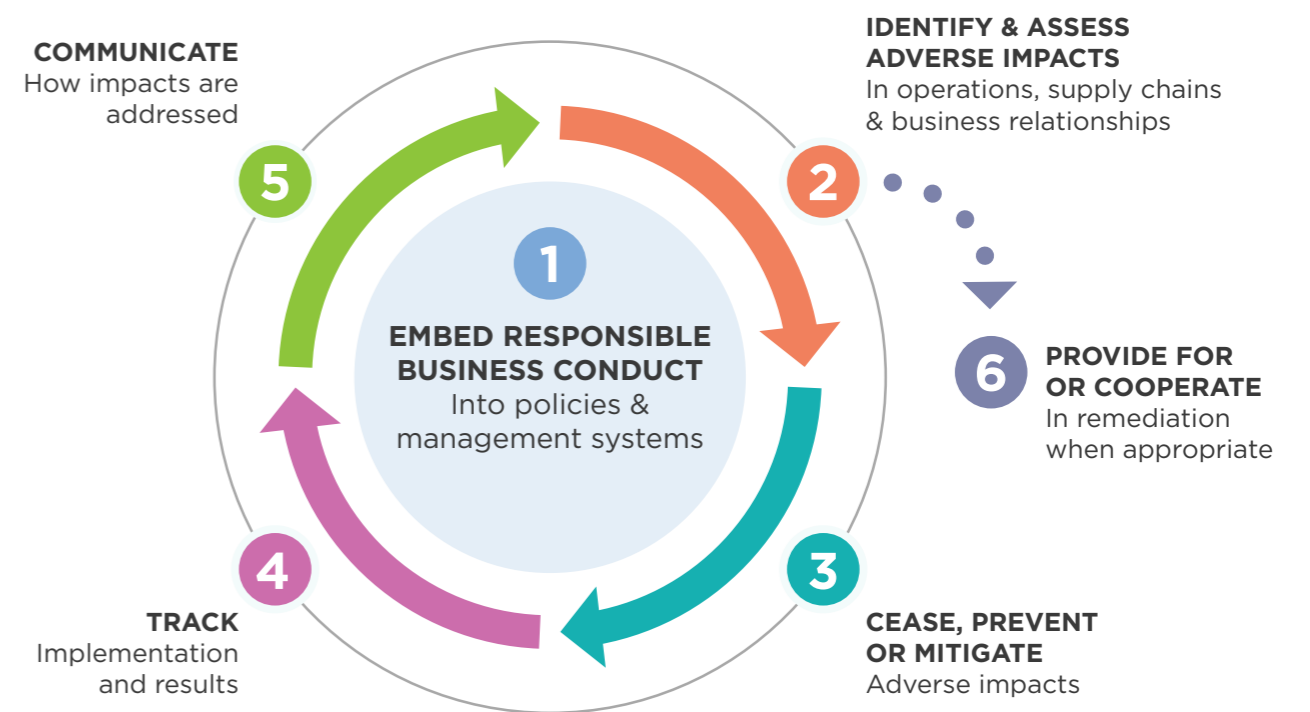 1
EMBED RESPONSIBLE
BUSINESS CONDUCT
Into policies &
management systems
2
IDENTIFY & ASSESS
ADVERSE IMPACTS
In operations, supply chains
& business relationships
3
CEASE, PREVENT
OR MITIGATE
Adverse impacts
4
TRACK
Implementation
and results
5
COMMUNICATE
How impacts are
addressed
6
PROVIDE FOR
OR COOPERATE
In remediation
when appropriate